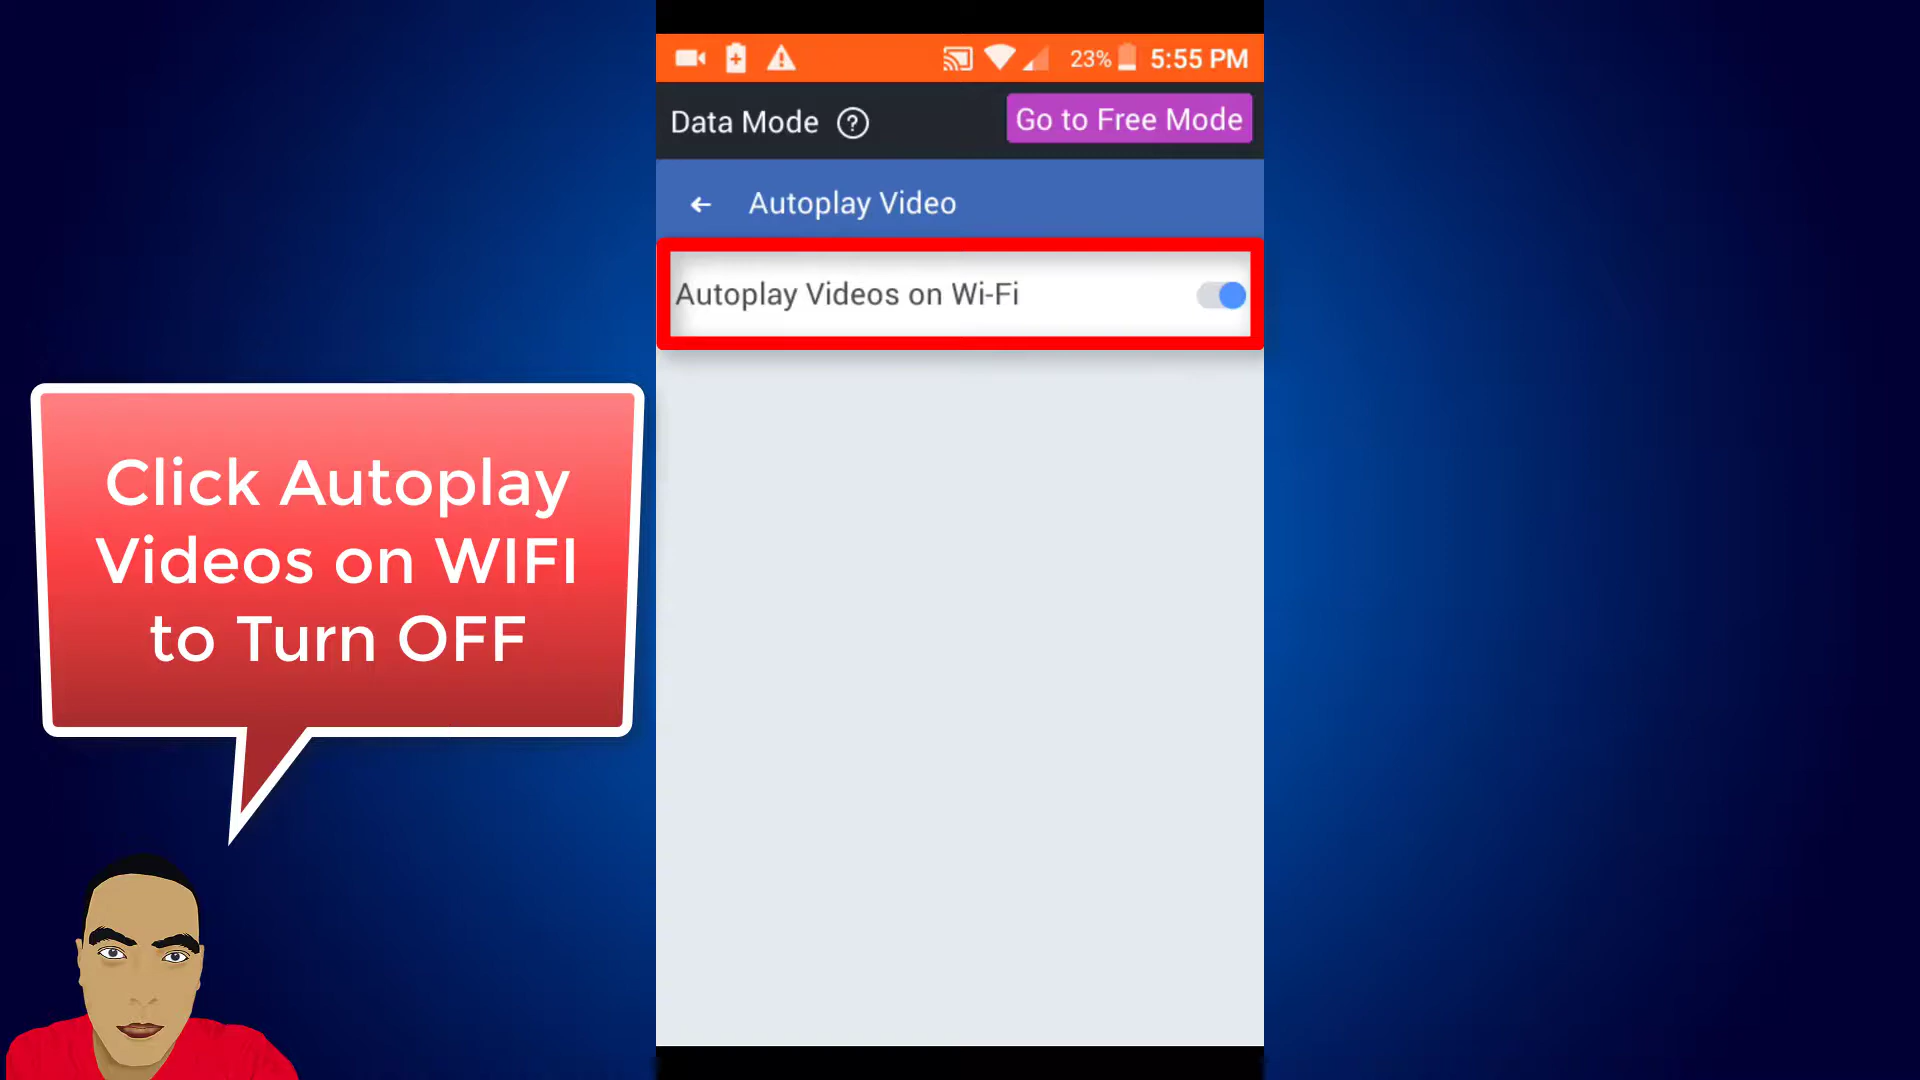 23% 5:55 PM
Data Mode ? Go to Free Mode
Autoplay Video
Autoplay Videos on Wi-Fi
Click Autoplay
Videos on WIFI
to Turn OFF